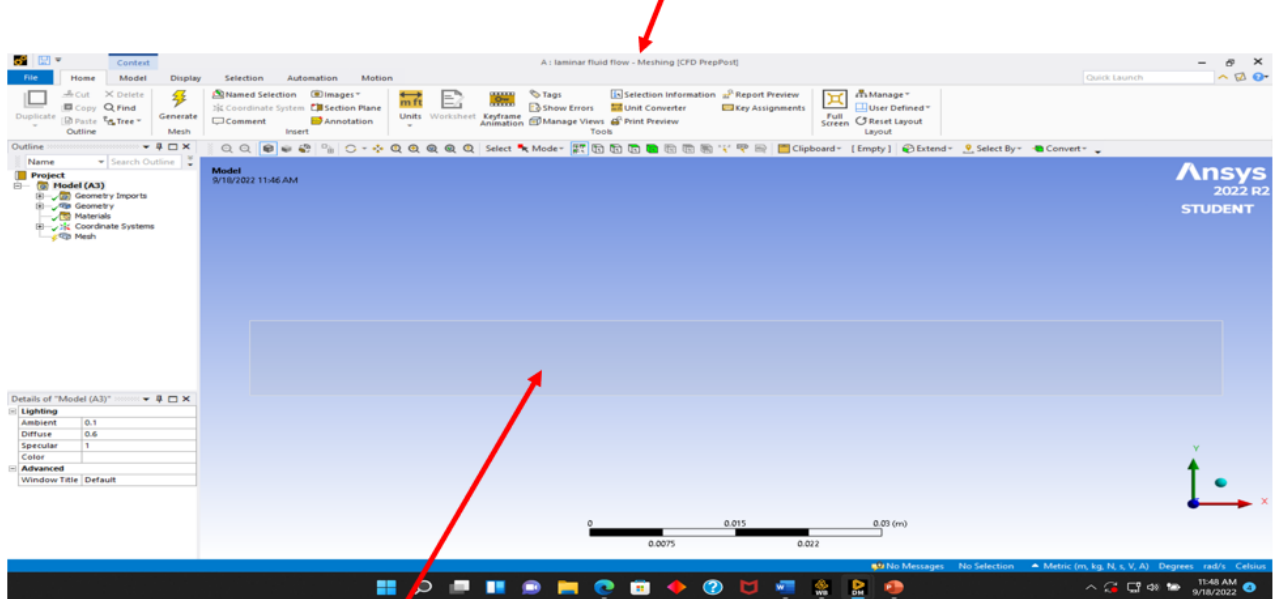 Context
A : laminar fluid flow - Meshing [CFD PrepPost]
File Home Model Display Selection Automation Motion
Quick Launch
Duplicate
Cut
Copy
Paste
Delete
Find
Tree
Outline
Generate
Mesh
Named Selection
Coordinate System
Comment
Images
Section Plane
Annotation
Insert
m ft
Units
Worksheet
Keyframe
Animation
Tags
Show Errors
Manage Views
Selection Information
Unit Converter
Print Preview
Report Preview
Key Assignments
Tools
Full
Screen
Manage
User Defined
Reset Layout
Layout
Outline
Select Mode Clipboard [ Empty ] Extend Select By Convert
Name Search Outline
Project
Model (A3)
Geometry Imports
Geometry
Materials
Coordinate Systems
Mesh
Model
9/18/2022 11:46 AM
Ansys
2022 R2
STUDENT
Details of "Model (A3)"
Lighting
Ambient 0.1
Diffuse 0.6
Specular 1
Color
Advanced
Window Title Default
Y
X
0 0.015 0.03 (m)
0.0075 0.022
No Messages No Selection Metric (m, kg, N, s, V, A) Degrees rad/s Celsius
WB
DM
11:48 AM
9/18/2022